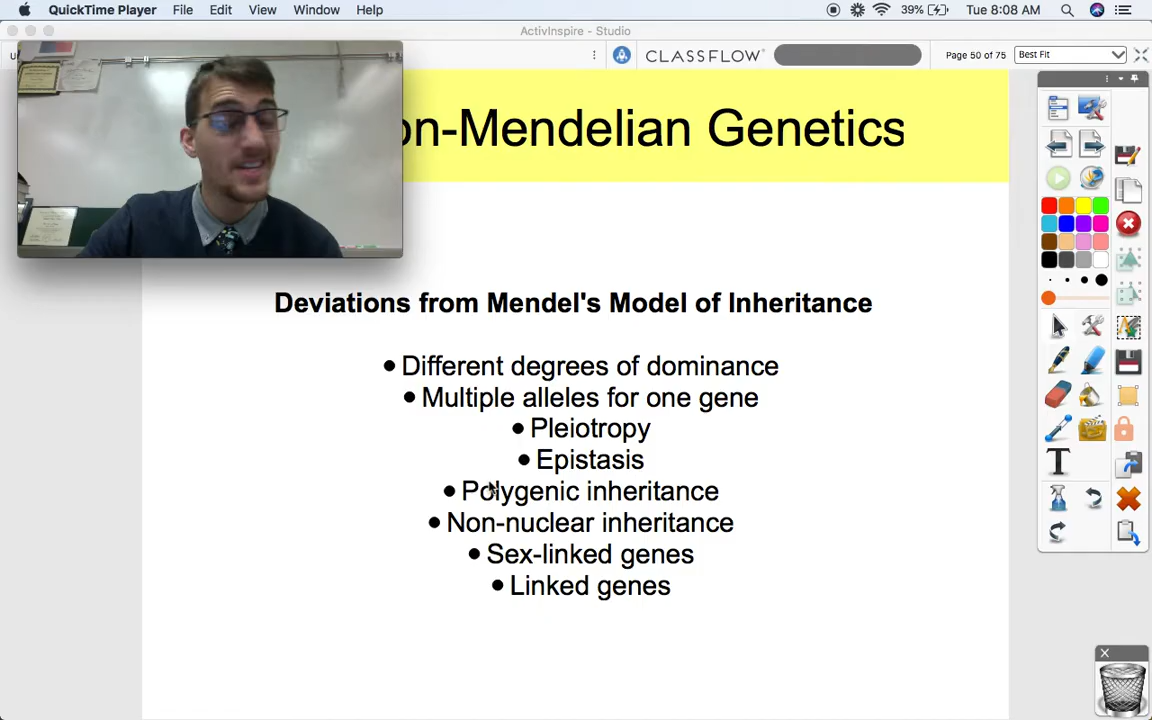 QuickTime Player File Edit View Window Help 39% Tue 8:08 AM
ActivInspire - Studio
CLASSFLOW Page 50 of 75 Best Fit
on-Mendelian Genetics
Deviations from Mendel's Model of Inheritance
• Different degrees of dominance
• Multiple alleles for one gene
• Pleiotropy
• Epistasis
• Polygenic inheritance
• Non-nuclear inheritance
• Sex-linked genes
• Linked genes